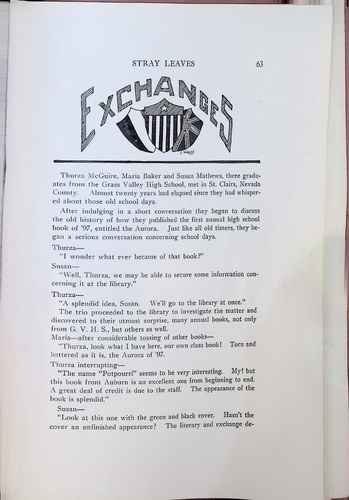 STRAY LEAVES 63
EXCHANGES
Thurza McGuire, Maria Baker and Susan Mathews, three gradu-
ates from the Grass Valley High School, met in St. Clairs, Nevada
County. Almost twenty years had elapsed since they had whisper-
ed about those old school days.
After indulging in a short conversation they began to discuss
the old history of how they published the first annual high school
book of '97, entitled the Aurora. Just like all old timers, they be-
gan a serious conversation concerning school days.
Thurza—
"I wonder what ever became of that book?"
Susan—
"Well, Thurza, we may be able to secure some information con-
cerning it at the library."
Thurza—
"A splendid idea, Susan. We'll go to the library at once."
The trio proceeded to the library to investigate the matter and
discovered to their utmost surprise, many annual books, not only
from G. V. H. S., but others as well.
Maria—after considerable tossing of other books—
"Thurza, look what I have here, our own class book! Torn and
battered as it is, the Aurora of '97.
Thurza interrupting—
"The name "Potpourri" seems to be very interesting. My! but
this book from Auburn is an excellent one from beginning to end.
A great deal of credit is due to the staff. The appearance of the
book is splendid."
Susan—
"Look at this one with the green and black cover. Hasn't the
cover an unfinished appearance? The literary and exchange de-